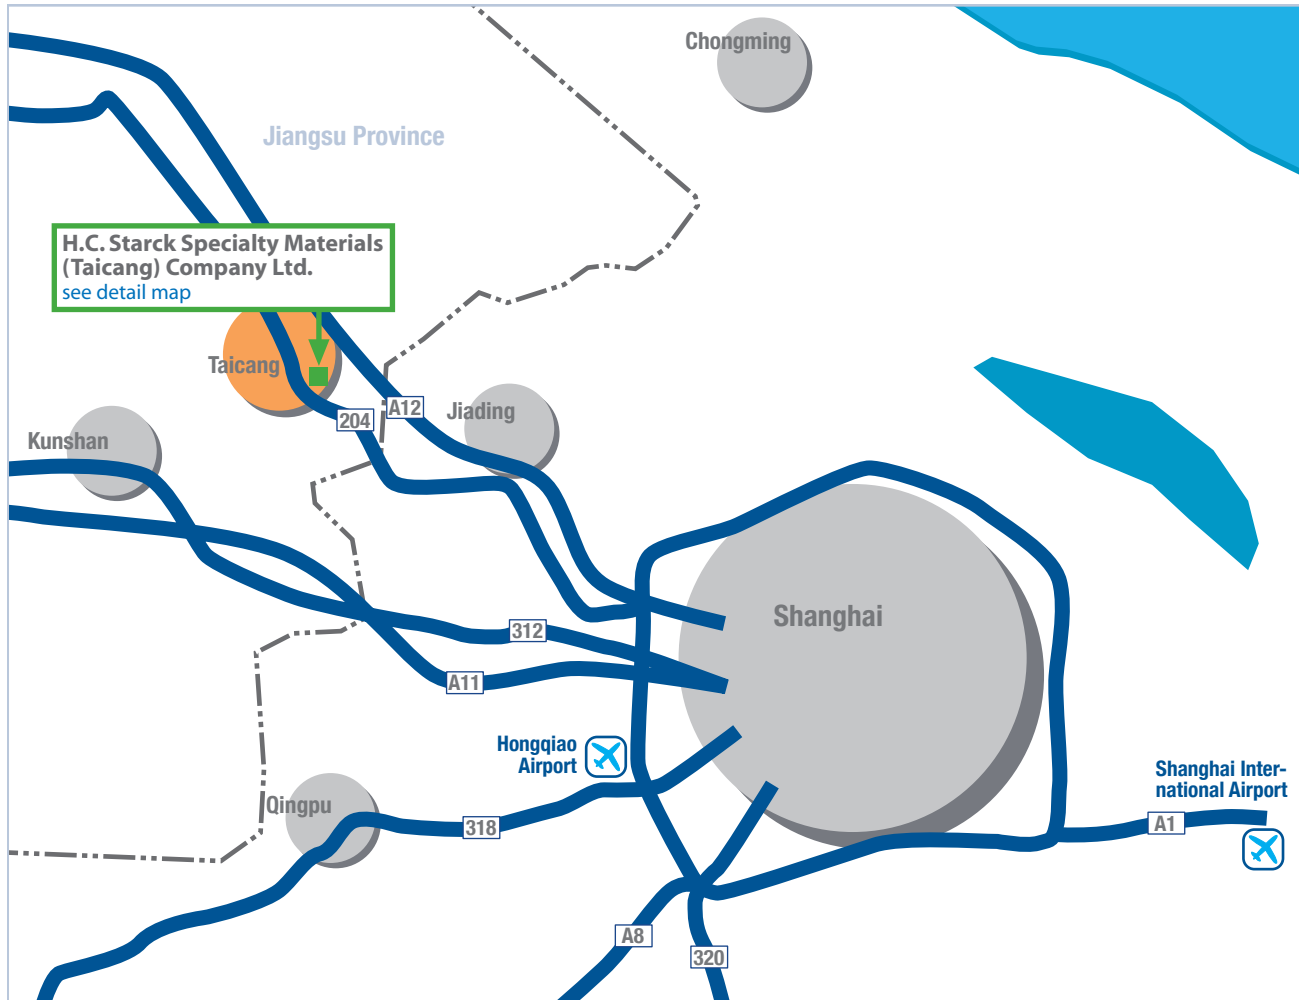 Chongming
Jiangsu Province
H.C. Starck Specialty Materials
(Taicang) Company Ltd.
see detail map
Taicang
A12
204
Jiading
Kunshan
Shanghai
312
A11
Hongqiao
Airport
Shanghai Inter-
national Airport
Qingpu
318
A1
A8
320